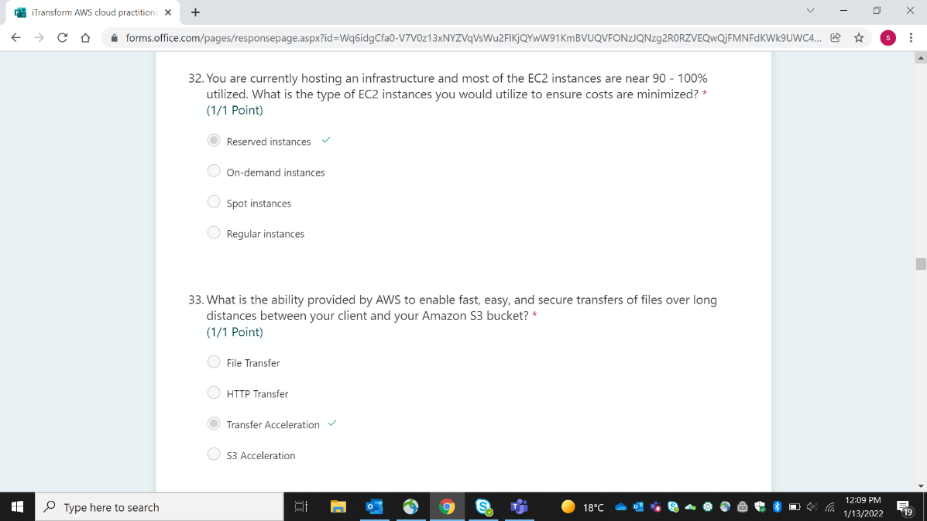 iTransform AWS cloud practition
forms.office.com/pages/responsepage.aspx?id=Wq6idgCfa0-V7V0z13xNYZVqVsWu2FlKjQYwW91KmBVUQVFONzJQNzg2R0RZVEQwQjFMNFdKWk9UWC4...
S
32. You are currently hosting an infrastructure and most of the EC2 instances are near 90 - 100%
utilized. What is the type of EC2 instances you would utilize to ensure costs are minimized? *
(1/1 Point)
Reserved instances
On-demand instances
Spot instances
Regular instances
33. What is the ability provided by AWS to enable fast, easy, and secure transfers of files over long
distances between your client and your Amazon S3 bucket? *
(1/1 Point)
File Transfer
HTTP Transfer
Transfer Acceleration
S3 Acceleration
Type here to search
18°C
12:09 PM
1/13/2022
19